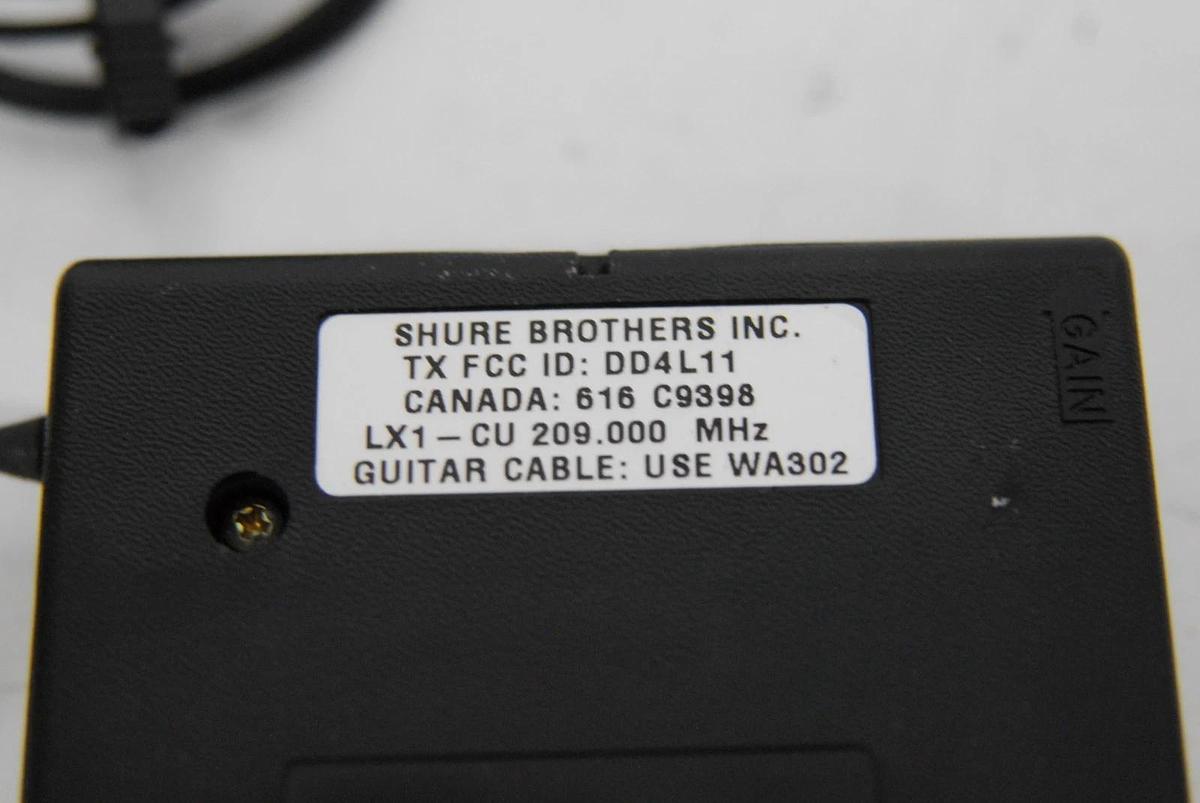 SHURE BROTHERS INC.
TX FCC ID: DD4L11
CANADA: 616 C9398
LX1-CU 209.000 MHz
GUITAR CABLE: USE WA302
GAIN